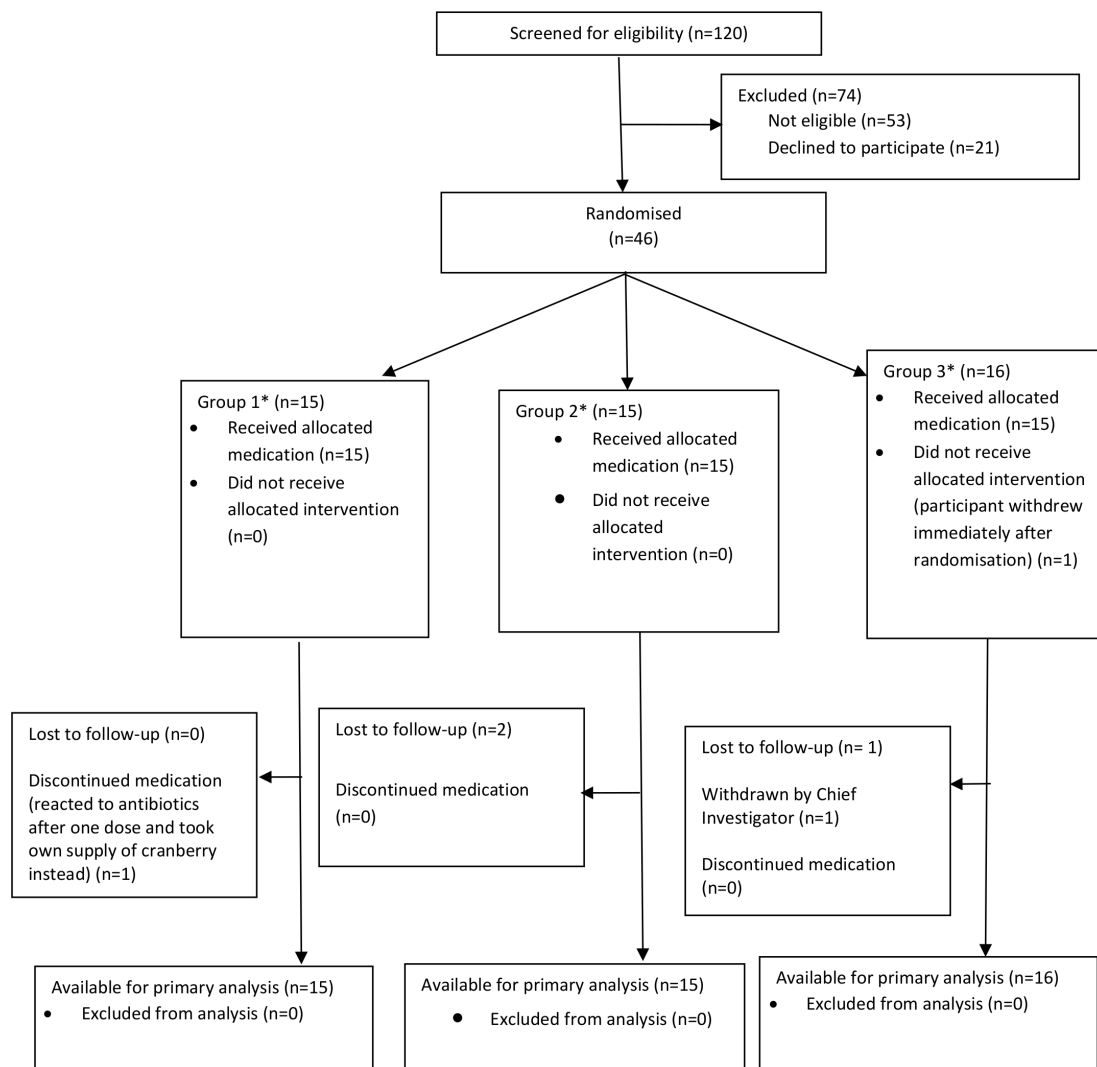 Screened for eligibility (n=120)
Excluded (n=74)
Not eligible (n=53)
Declined to participate (n=21)
Randomised
(n=46)
Group 1* (n=15)
• Received allocated
medication (n=15)
• Did not receive
allocated intervention
(n=0)
Group 2* (n=15)
• Received allocated
medication (n=15)
• Did not receive
allocated
intervention (n=0)
Group 3* (n=16)
• Received allocated
medication (n=15)
• Did not receive
allocated intervention
(participant withdrew
immediately after
randomisation) (n=1)
Lost to follow-up (n=0)
Discontinued medication
(reacted to antibiotics
after one dose and took
own supply of cranberry
instead) (n=1)
Lost to follow-up (n=2)
Discontinued medication
(n=0)
Lost to follow-up (n= 1)
Withdrawn by Chief
Investigator (n=1)
Discontinued medication
(n=0)
Available for primary analysis (n=15)
• Excluded from analysis (n=0)
Available for primary analysis (n=15)
• Excluded from analysis (n=0)
Available for primary analysis (n=16)
• Excluded from analysis (n=0)